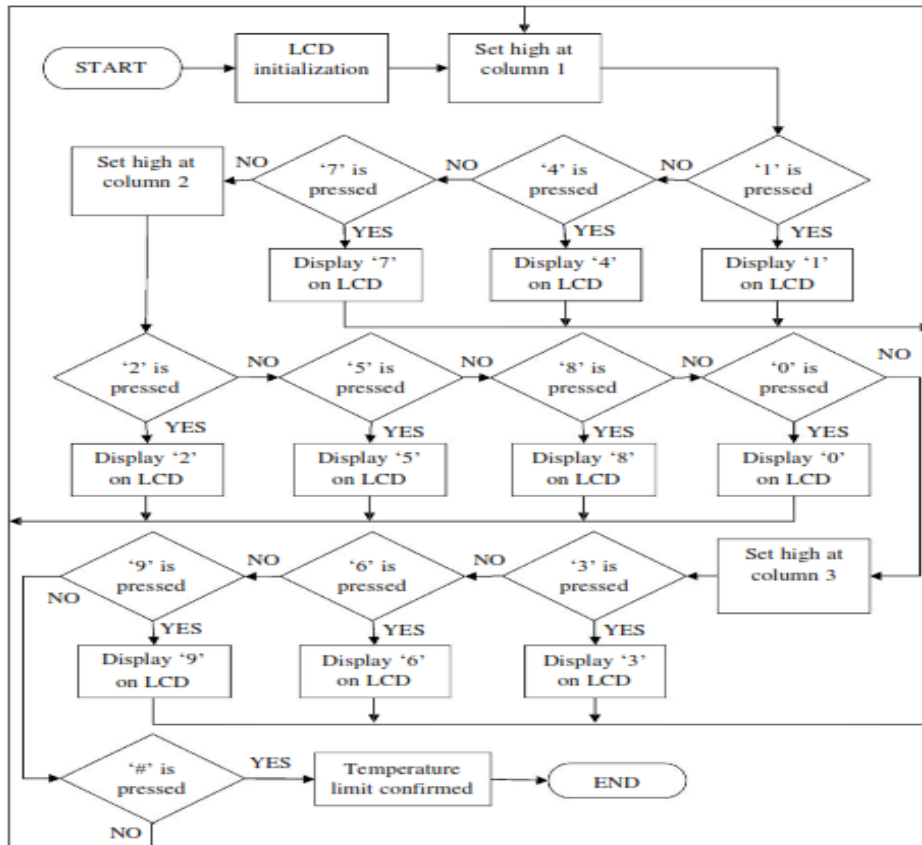 START
LCD
initialization
Set high at
column 1
Set high at
column 2
NO
‘7’ is
pressed
NO
‘4’ is
pressed
NO
‘1’ is
pressed
YES
YES
YES
Display ‘7’
on LCD
Display ‘4’
on LCD
Display ‘1’
on LCD
‘2’ is
pressed
NO
‘5’ is
pressed
NO
‘8’ is
pressed
NO
‘0’ is
pressed
NO
YES
YES
YES
YES
Display ‘2’
on LCD
Display ‘5’
on LCD
Display ‘8’
on LCD
Display ‘0’
on LCD
‘9’ is
pressed
NO
NO
‘6’ is
pressed
NO
‘3’ is
pressed
Set high at
column 3
YES
YES
YES
Display ‘9’
on LCD
Display ‘6’
on LCD
Display ‘3’
on LCD
‘#’ is
pressed
YES
Temperature
limit confirmed
END
NO